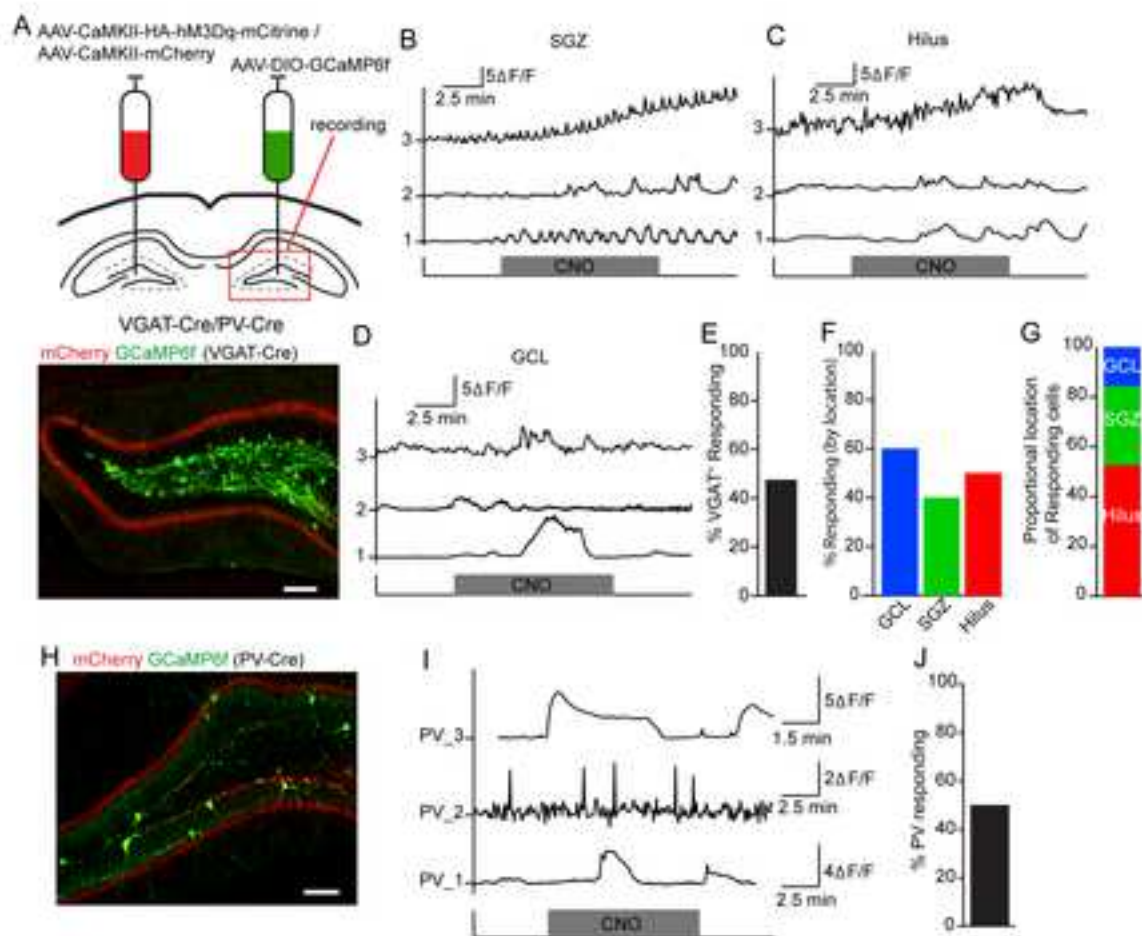 A AAV-CaMKII-HA-hM3Dq-mCitrine /
AAV-CaMKII-mCherry
AAV-DIO-GCaMP6f
recording
VGAT-Cre/PV-Cre
mCherry GCaMP6f (VGAT-Cre)
B SGZ
5ΔF/F
2.5 min
3
2
1
CNO
C Hilus
5ΔF/F
2.5 min
3
2
1
CNO
D GCL
5ΔF/F
2.5 min
3
2
1
CNO
E
% VGAT⁺ Responding
100
80
60
40
20
0
F
% Responding (by location)
100
80
60
40
20
0
GCL SGZ Hilus
G
Proportional location
of Responding cells
100
80
60
40
20
0
GCL
SGZ
Hilus
H mCherry GCaMP6f (PV-Cre)
I
PV_3
5ΔF/F
1.5 min
PV_2
2ΔF/F
2.5 min
PV_1
4ΔF/F
2.5 min
CNO
J
% PV responding
100
80
60
40
20
0